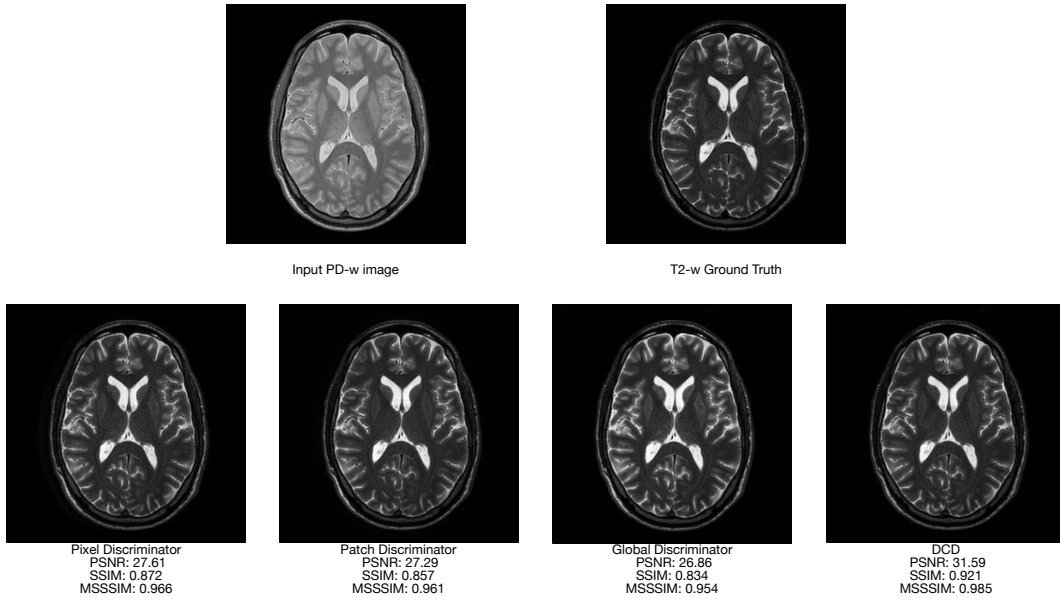 Input PD-w image
T2-w Ground Truth
Pixel Discriminator
PSNR: 27.61
SSIM: 0.872
MSSSIM: 0.966
Patch Discriminator
PSNR: 27.29
SSIM: 0.857
MSSSIM: 0.961
Global Discriminator
PSNR: 26.86
SSIM: 0.834
MSSSIM: 0.954
DCD
PSNR: 31.59
SSIM: 0.921
MSSSIM: 0.985